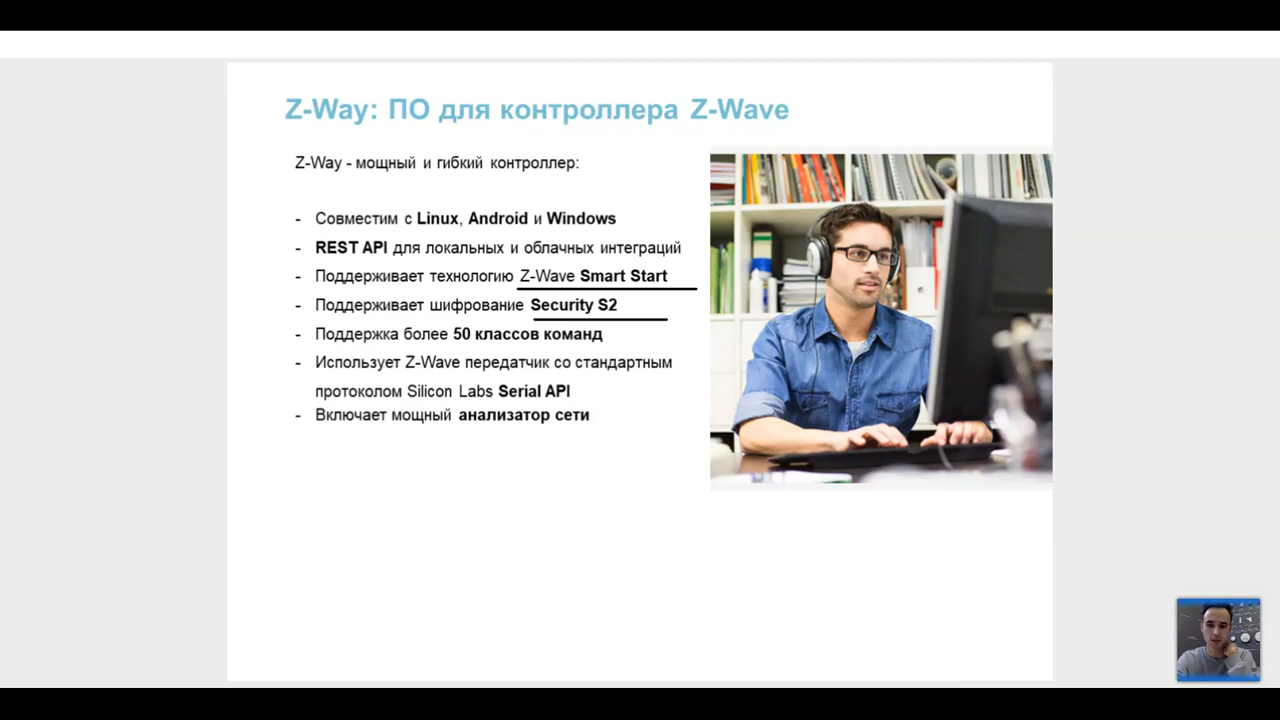 Z-Way: ПО для контроллера Z-Wave
Z-Way - мощный и гибкий контроллер:
- Совместим с Linux, Android и Windows
- REST API для локальных и облачных интеграций
- Поддерживает технологию Z-Wave Smart Start
- Поддерживает шифрование Security S2
- Поддержка более 50 классов команд
- Использует Z-Wave передатчик со стандартным
протоколом Silicon Labs Serial API
- Включает мощный анализатор сети